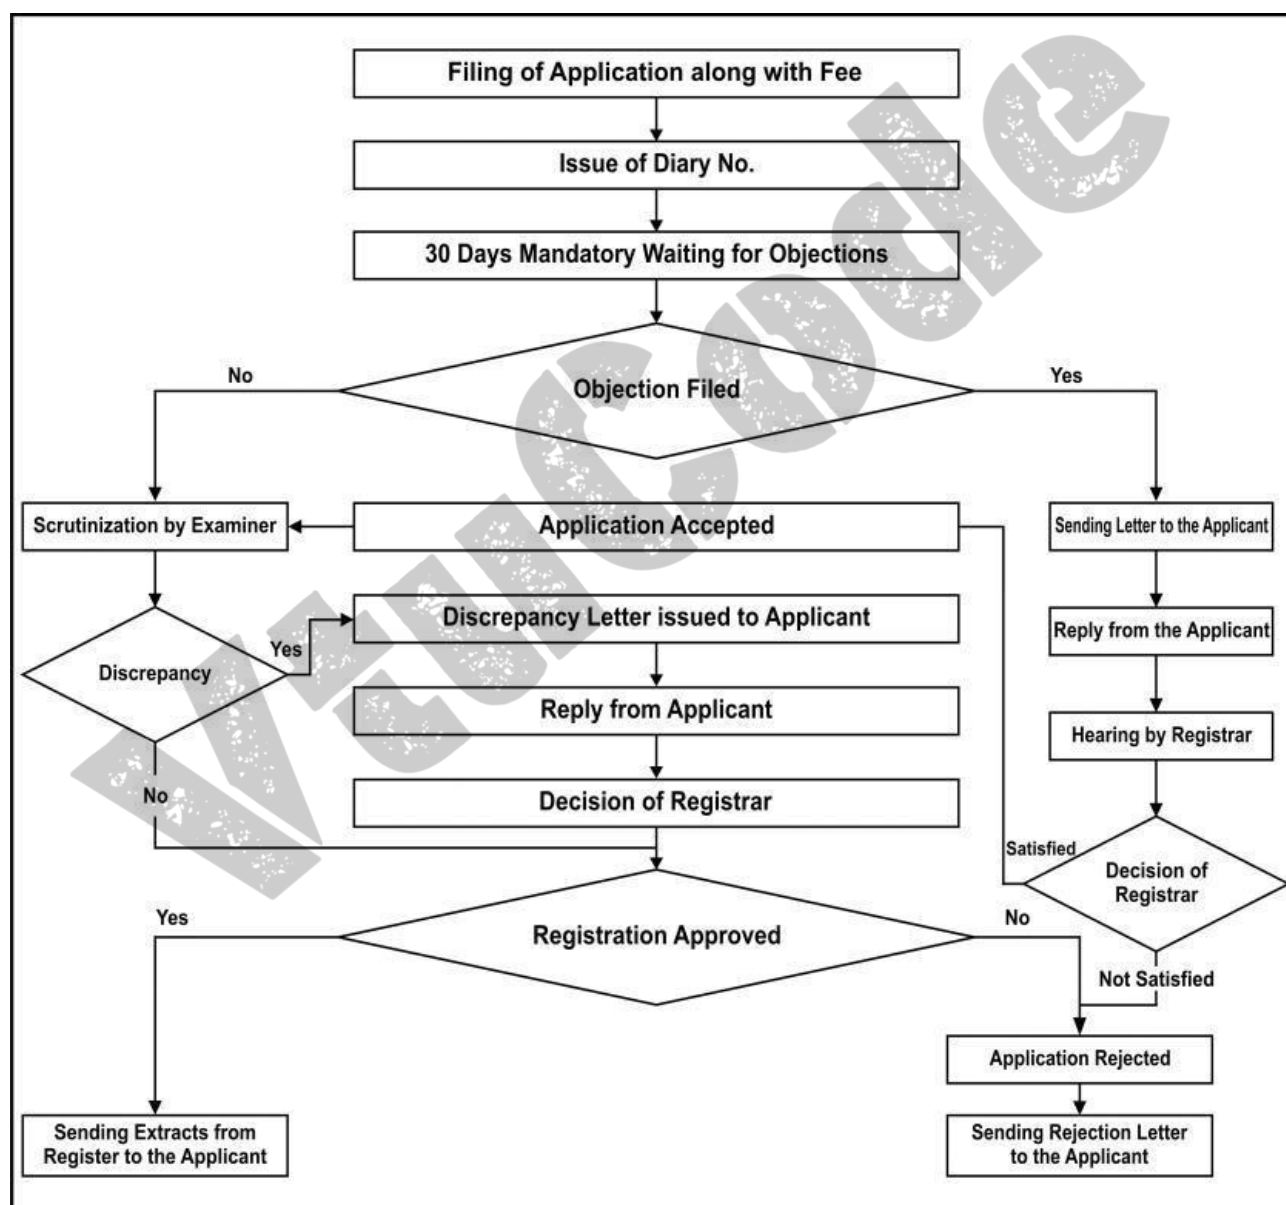 Filing of Application along with Fee
Issue of Diary No.
30 Days Mandatory Waiting for Objections
No
Objection Filed
Yes
Scrutinization by Examiner
Application Accepted
Sending Letter to the Applicant
Discrepancy
Yes
Discrepancy Letter issued to Applicant
Reply from the Applicant
Reply from Applicant
Hearing by Registrar
No
Decision of Registrar
Satisfied
Decision of
Registrar
Yes
Registration Approved
No
Not Satisfied
Application Rejected
Sending Extracts from
Register to the Applicant
Sending Rejection Letter
to the Applicant
VtuCode